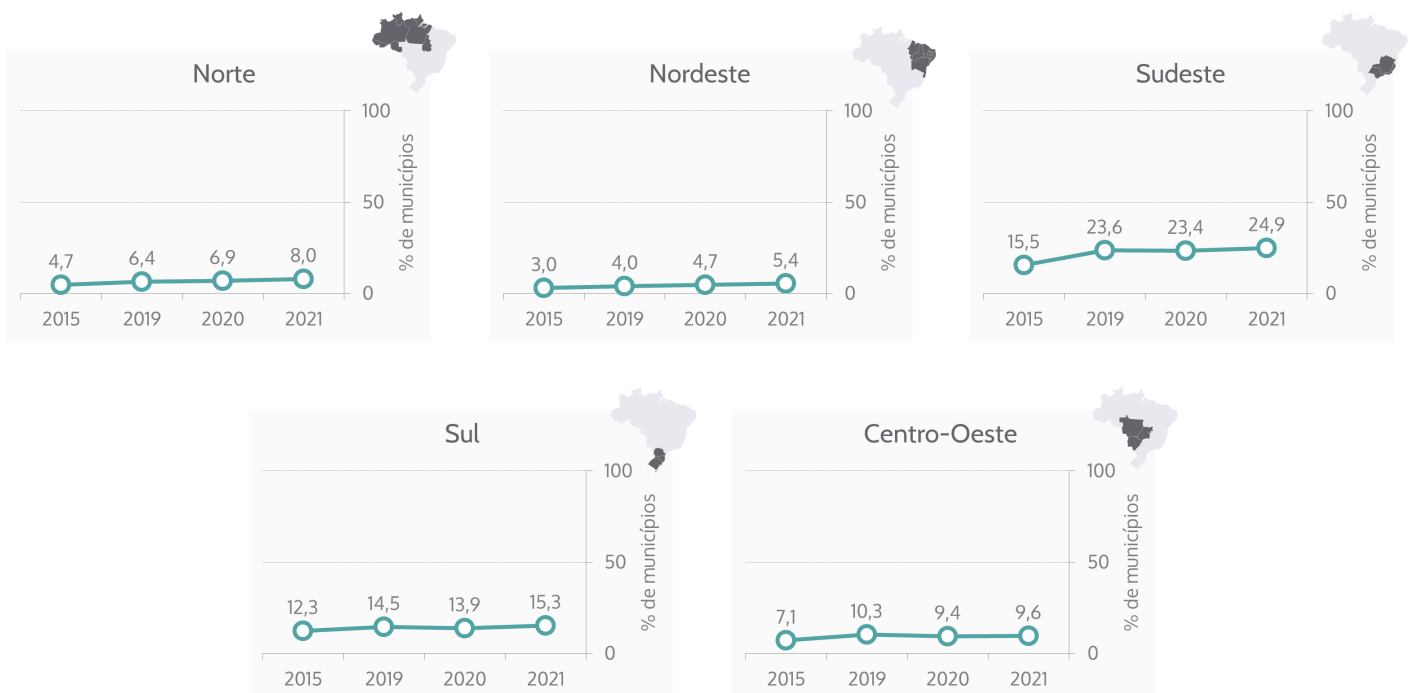 Norte
100
50
0
% de municípios
4,7
6,4
6,9
8,0
2015 2019 2020 2021
Nordeste
100
50
0
% de municípios
3,0
4,0
4,7
5,4
2015 2019 2020 2021
Sudeste
100
50
0
% de municípios
15,5
23,6
23,4
24,9
2015 2019 2020 2021
Sul
100
50
0
% de municípios
12,3
14,5
13,9
15,3
2015 2019 2020 2021
Centro-Oeste
100
50
0
% de municípios
7,1
10,3
9,4
9,6
2015 2019 2020 2021